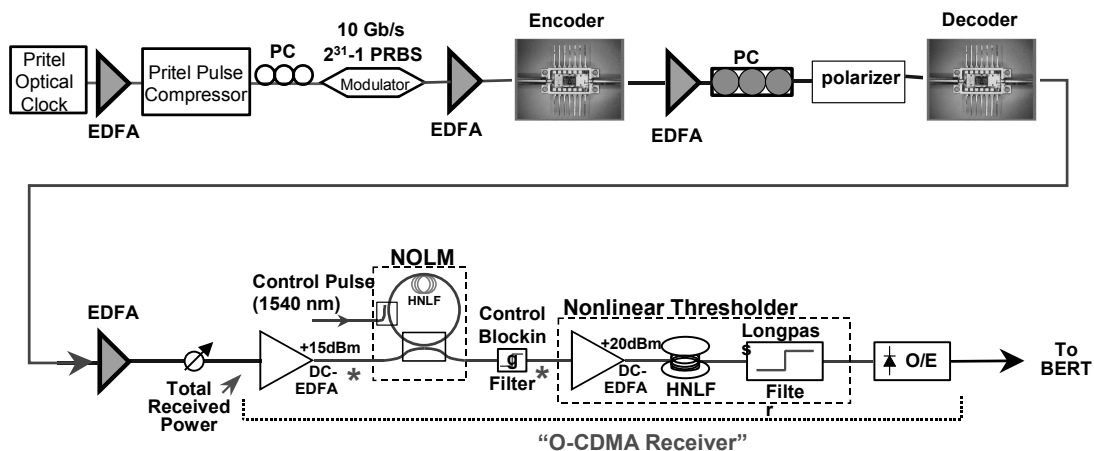 Pritel
Optical
Clock
EDFA
Pritel Pulse
Compressor
PC
10 Gb/s
2³¹-1 PRBS
Modulator
EDFA
Encoder
EDFA
PC
polarizer
Decoder
EDFA
Total
Received
Power
Control Pulse
(1540 nm)
+15dBm
DC-
EDFA
*
NOLM
HNLF
Control
Blockin
g
Filter
*
Nonlinear Thresholder
+20dBm
DC-
EDFA
HNLF
Longpas
s
Filte
r
O/E
To
BERT
“O-CDMA Receiver”